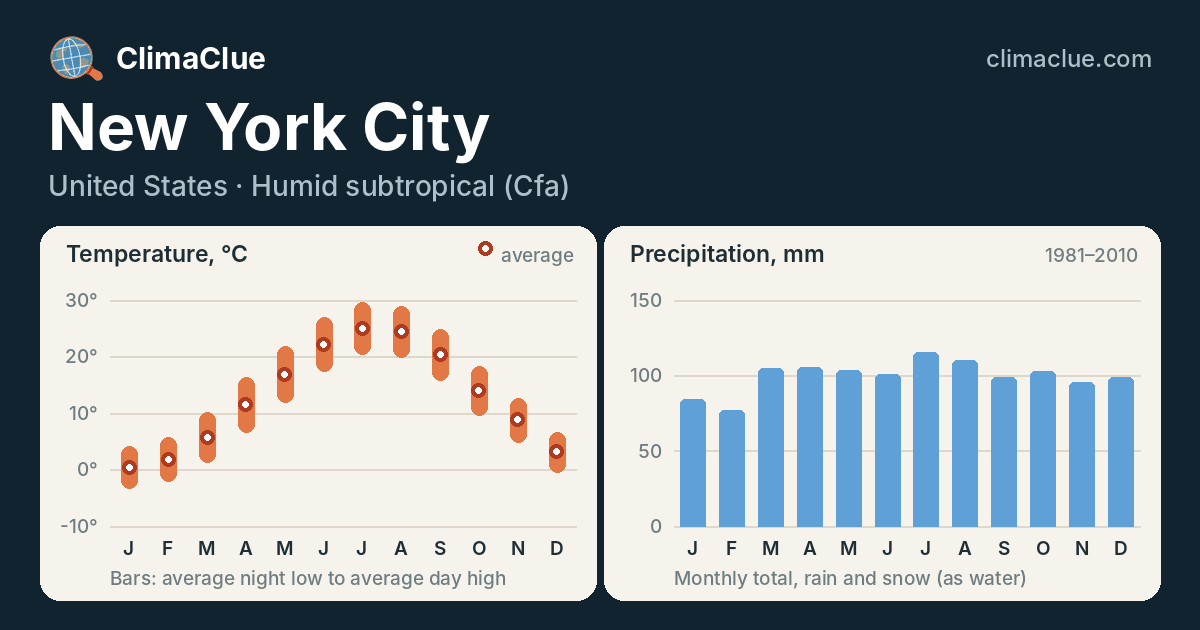 ClimaClue
climaclue.com
New York City
United States · Humid subtropical (Cfa)
Temperature, °C
average
30°
20°
10°
0°
-10°
J F M A M J J A S O N D
Bars: average night low to average day high
Precipitation, mm
1981–2010
150
100
50
0
J F M A M J J A S O N D
Monthly total, rain and snow (as water)